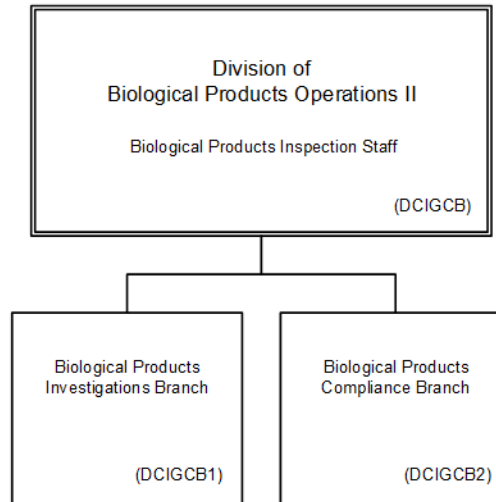 Division of
Biological Products Operations II
Biological Products Inspection Staff
(DCIGCB)
Biological Products
Investigations Branch
(DCIGCB1)
Biological Products
Compliance Branch
(DCIGCB2)